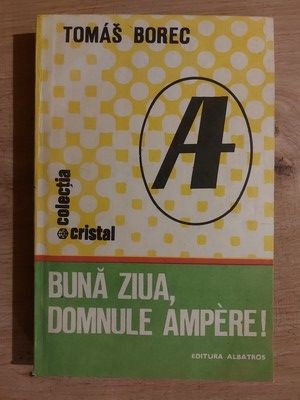 TOMÁŠ BOREC
A
colecția
cristal
BUNĂ ZIUA,
DOMNULE AMPÈRE!
EDITURA ALBATROS